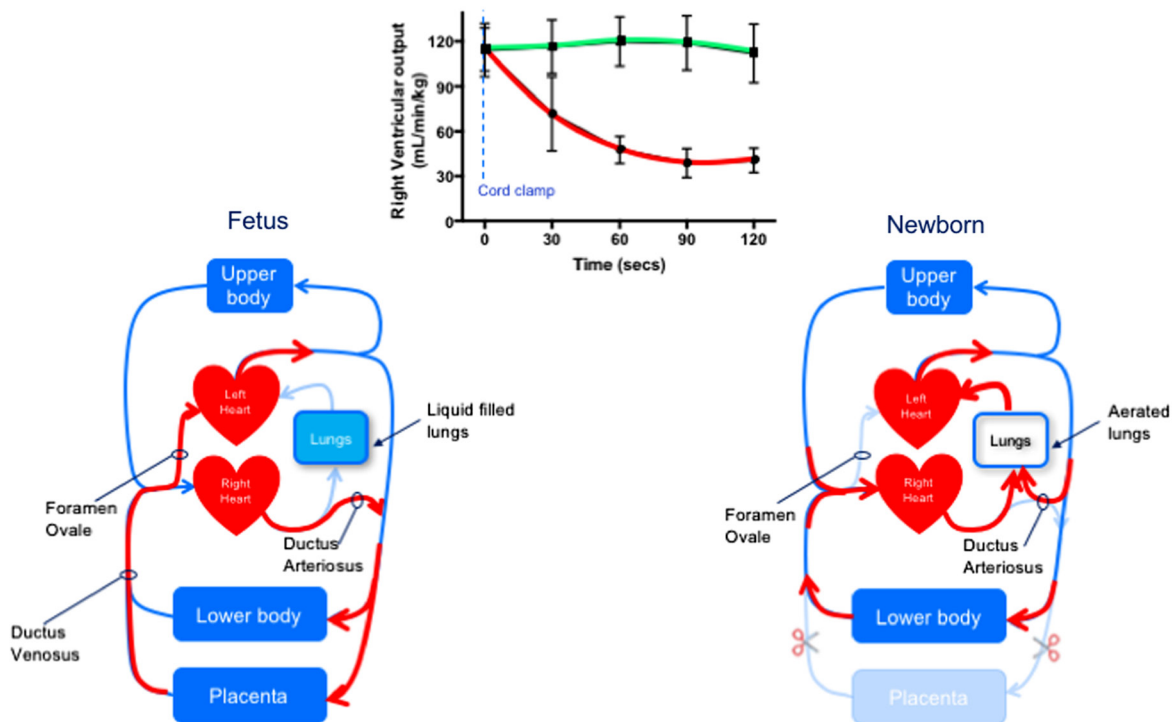 Right Ventricular output
(mL/min/kg)
120
90
60
30
0
Cord clamp
0
30
60
90
120
Time (secs)
Fetus
Upper
body
Left
Heart
Lungs
Liquid filled
lungs
Right
Heart
Foramen
Ovale
Ductus
Arteriosus
Ductus
Venosus
Lower body
Placenta
Newborn
Upper
body
Left
Heart
Lungs
Aerated
lungs
Right
Heart
Foramen
Ovale
Ductus
Arteriosus
Lower body
Placenta